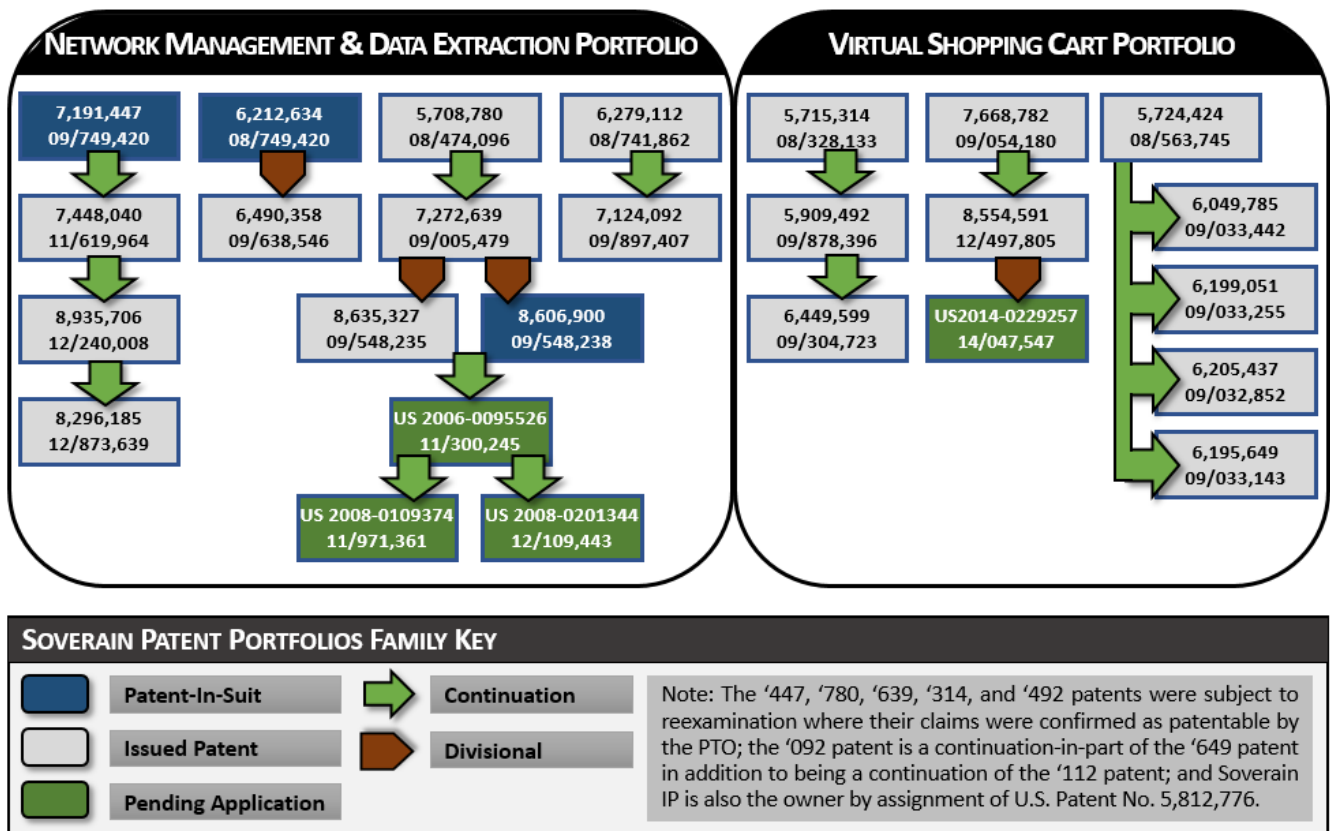 NETWORK MANAGEMENT & DATA EXTRACTION PORTFOLIO
7,191,447
09/749,420
6,212,634
08/749,420
5,708,780
08/474,096
6,279,112
08/741,862
7,448,040
11/619,964
6,490,358
09/638,546
7,272,639
09/005,479
7,124,092
09/897,407
8,935,706
12/240,008
8,635,327
09/548,235
8,606,900
09/548,238
8,296,185
12/873,639
US 2006-0095526
11/300,245
US 2008-0109374
11/971,361
US 2008-0201344
12/109,443
VIRTUAL SHOPPING CART PORTFOLIO
5,715,314
08/328,133
7,668,782
09/054,180
5,724,424
08/563,745
5,909,492
09/878,396
8,554,591
12/497,805
6,049,785
09/033,442
6,449,599
09/304,723
US2014-0229257
14/047,547
6,199,051
09/033,255
6,205,437
09/032,852
6,195,649
09/033,143
SOVERAIN PATENT PORTFOLIOS FAMILY KEY
Patent-In-Suit
Issued Patent
Pending Application
Continuation
Divisional
Note: The ‘447, ‘780, ‘639, ‘314, and ‘492 patents were subject to
reexamination where their claims were confirmed as patentable by
the PTO; the ‘092 patent is a continuation-in-part of the ‘649 patent
in addition to being a continuation of the ‘112 patent; and Soverain
IP is also the owner by assignment of U.S. Patent No. 5,812,776.